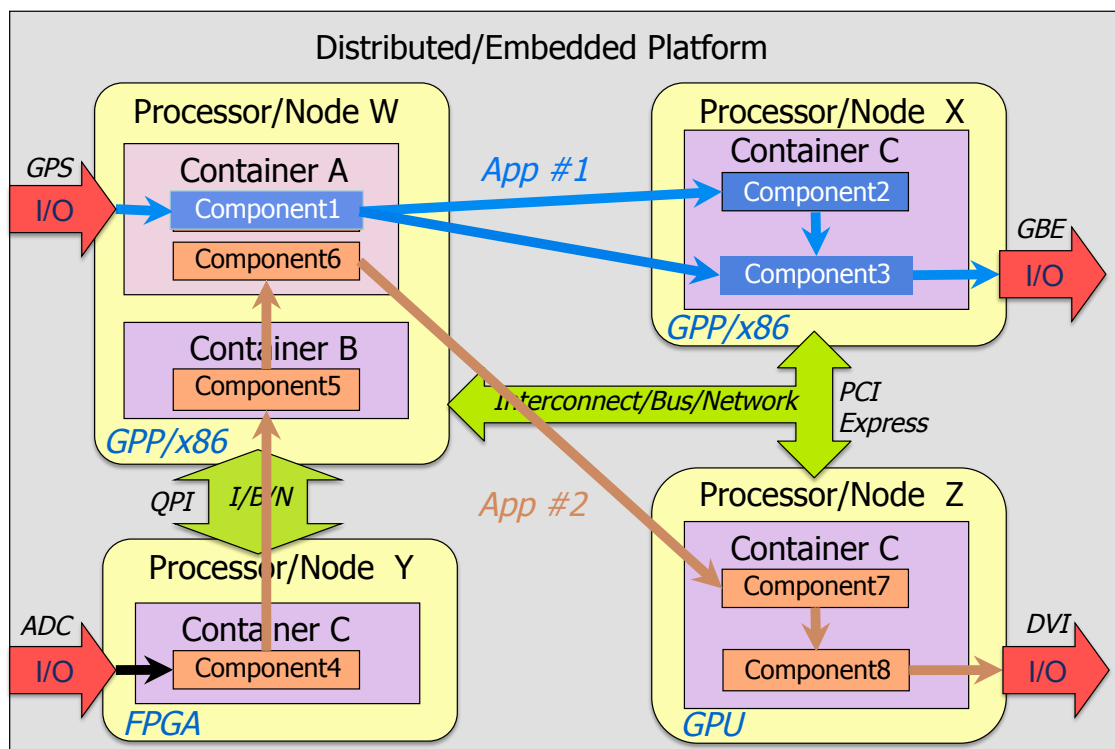 Distributed/Embedded Platform
Processor/Node W
Container A
Component1
Component6
Container B
Component5
GPP/x86
GPS
I/O
App #1
Processor/Node X
Container C
Component2
Component3
GPP/x86
GBE
I/O
Interconnect/Bus/Network
PCI
Express
QPI
I/B/N
App #2
Processor/Node Y
Container C
Component4
FPGA
ADC
I/O
Processor/Node Z
Container C
Component7
Component8
GPU
DVI
I/O